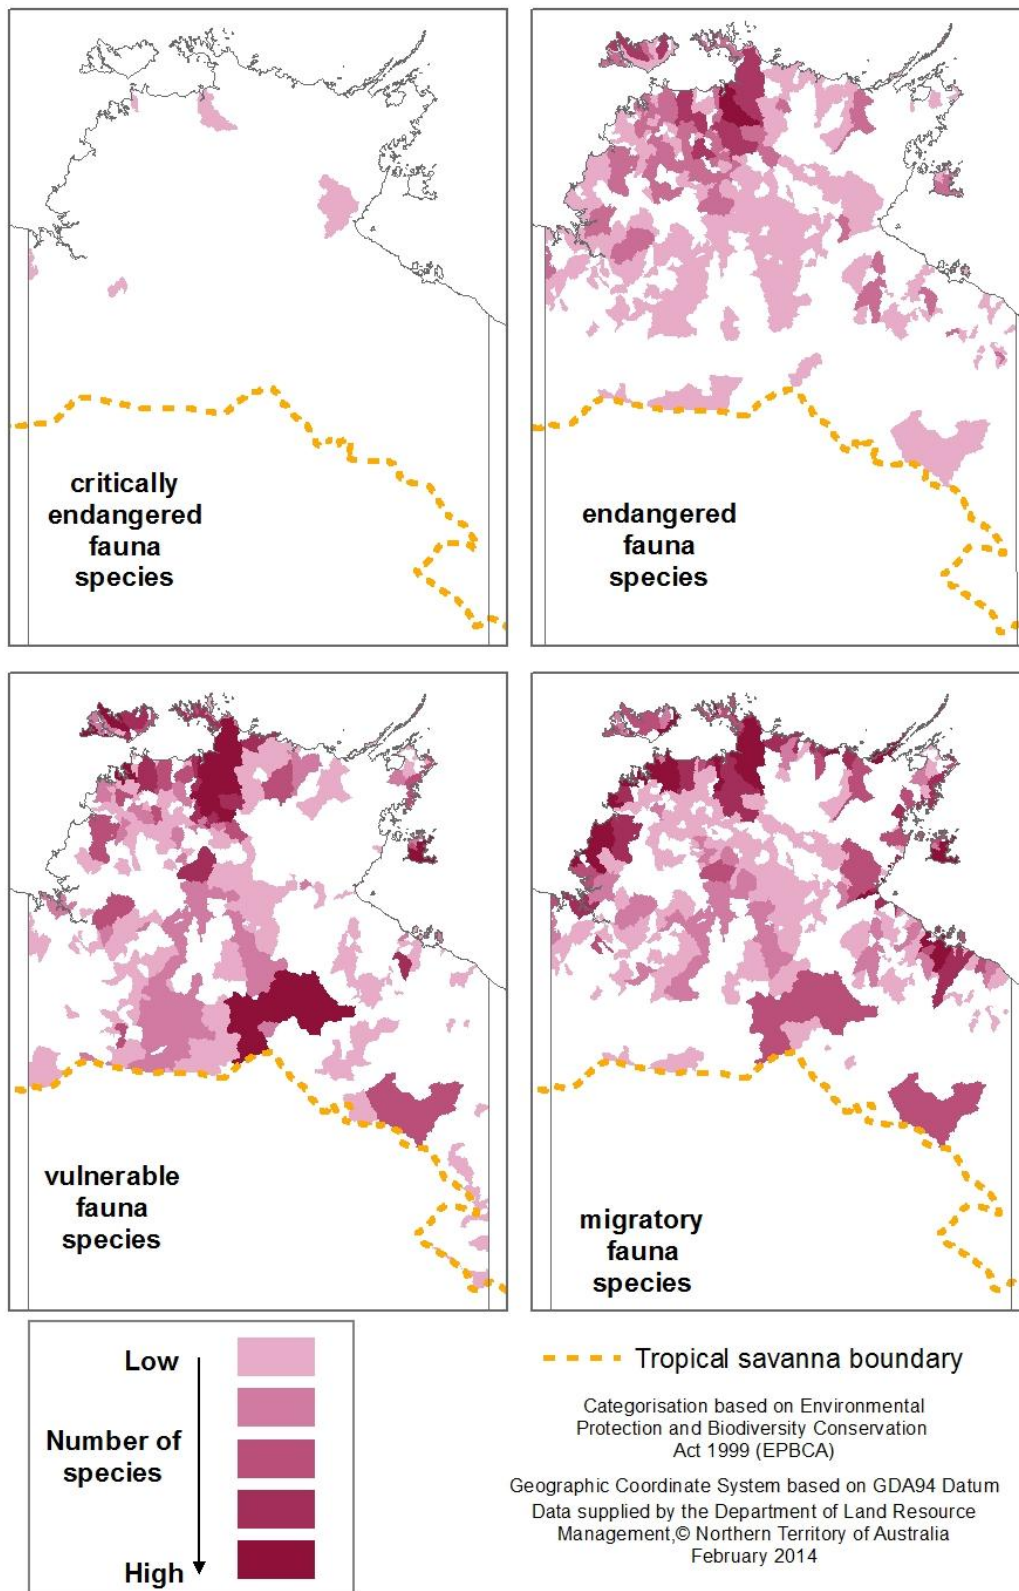 critically
endangered
fauna
species
endangered
fauna
species
vulnerable
fauna
species
migratory
fauna
species
Low
Number of
species
High
Tropical savanna boundary
Categorisation based on Environmental
Protection and Biodiversity Conservation
Act 1999 (EPBCA)
Geographic Coordinate System based on GDA94 Datum
Data supplied by the Department of Land Resource
Management,© Northern Territory of Australia
February 2014